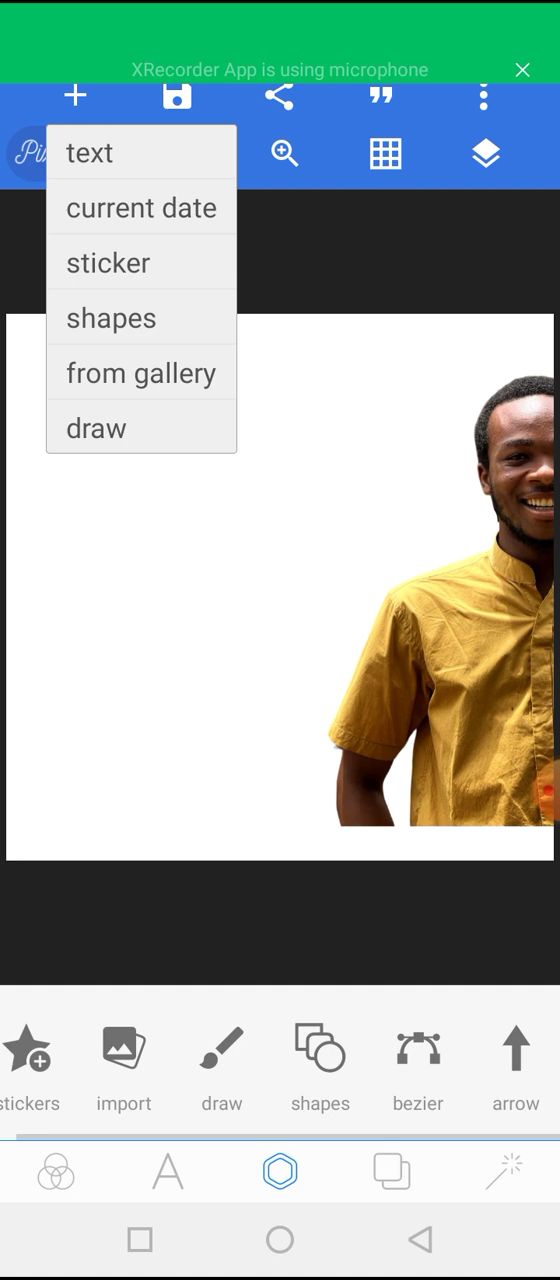 XRecorder App is using microphone
Pi
text
current date
sticker
shapes
from gallery
draw
stickers
import
draw
shapes
bezier
arrow